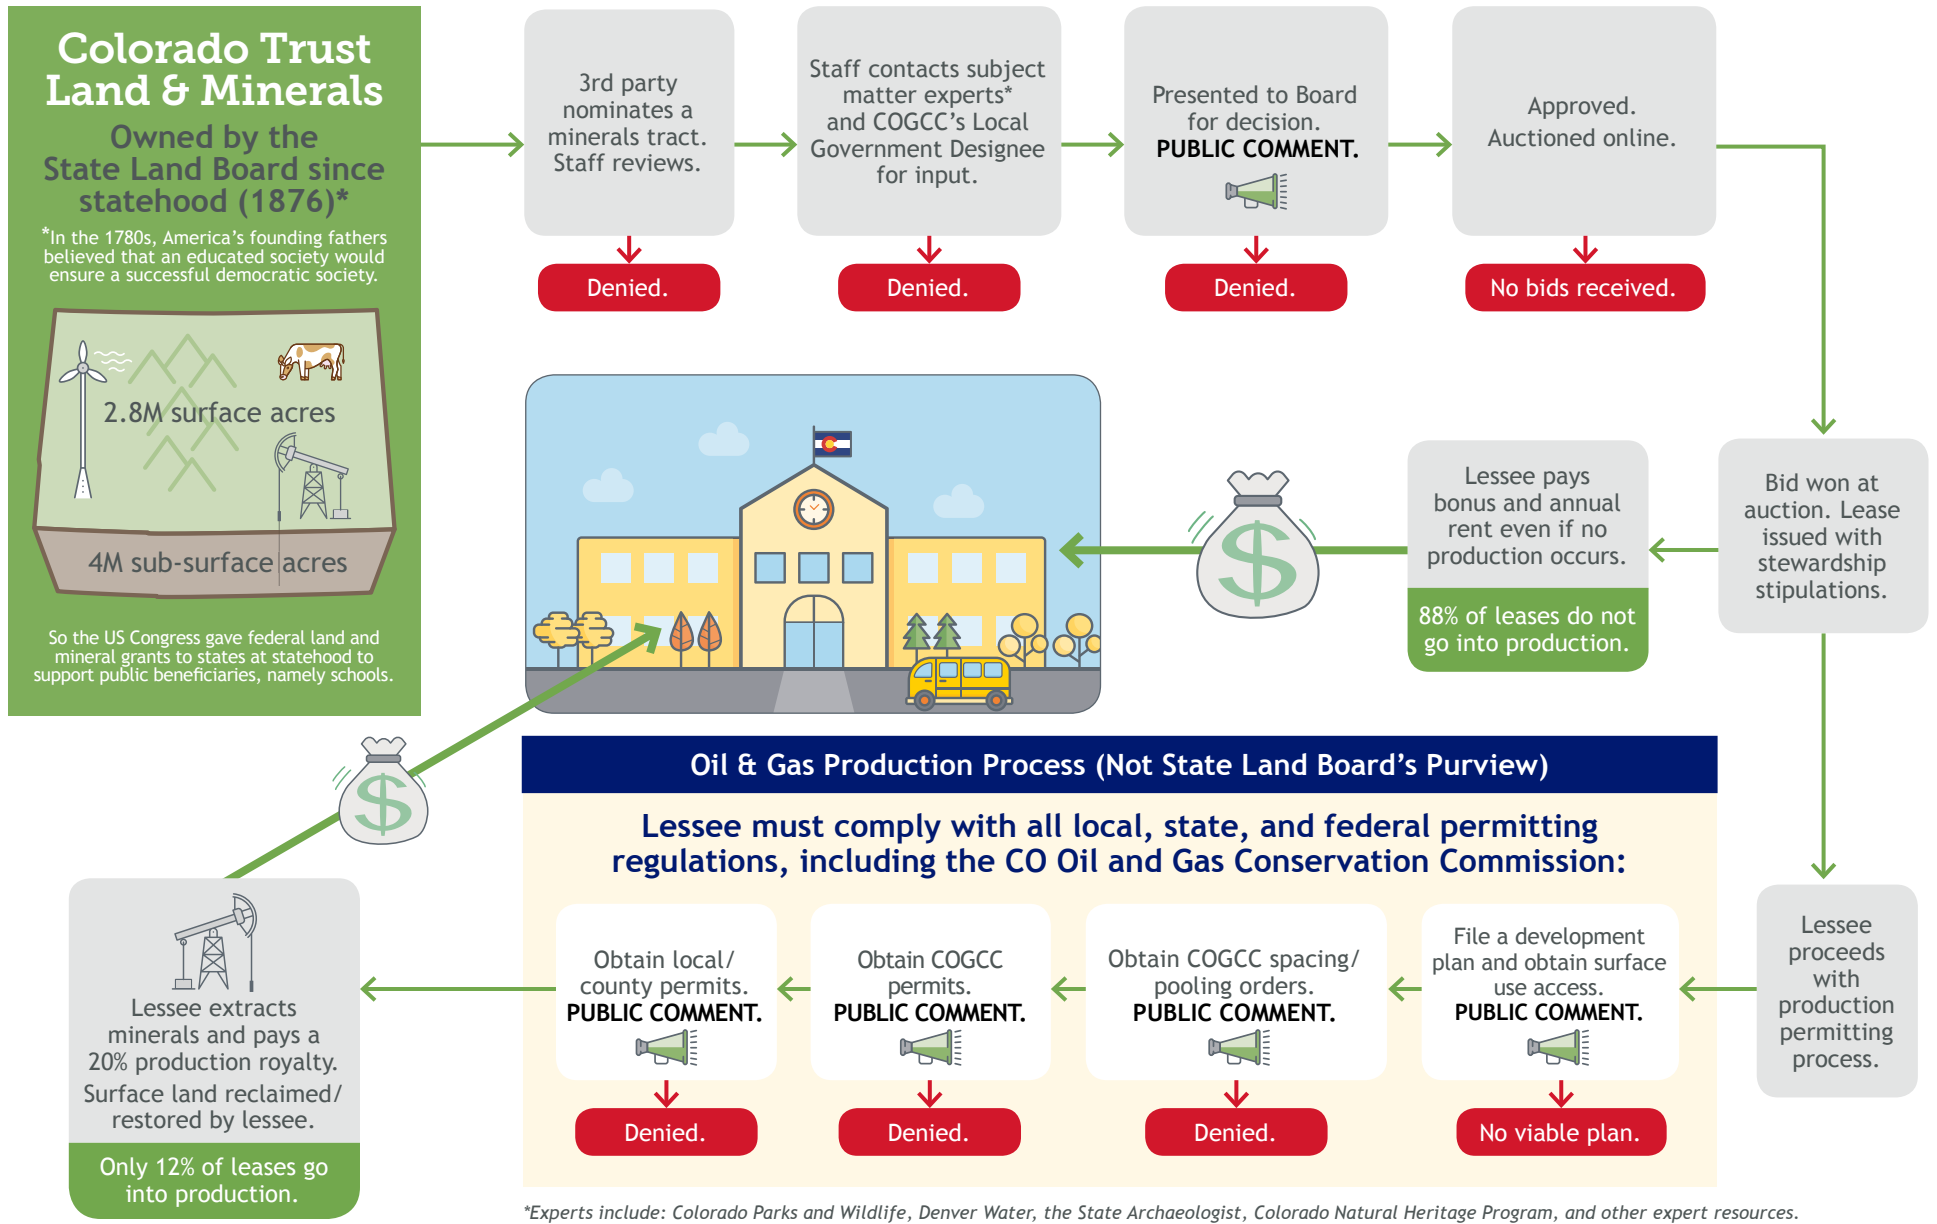 Colorado Trust
Land & Minerals
Owned by the
State Land Board since
statehood (1876)*
*In the 1780s, America's founding fathers
believed that an educated society would
ensure a successful democratic society.
2.8M surface acres
4M sub-surface acres
So the US Congress gave federal land and
mineral grants to states at statehood to
support public beneficiaries, namely schools.
3rd party
nominates a
minerals tract.
Staff reviews.
Denied.
Staff contacts subject
matter experts*
and COGCC's Local
Government Designee
for input.
Denied.
Presented to Board
for decision.
PUBLIC COMMENT.
Denied.
Approved.
Auctioned online.
No bids received.
Bid won at
auction. Lease
issued with
stewardship
stipulations.
Lessee pays
bonus and annual
rent even if no
production occurs.
88% of leases do not
go into production.
$
Lessee
proceeds
with
production
permitting
process.
Oil & Gas Production Process (Not State Land Board's Purview)
Lessee must comply with all local, state, and federal permitting
regulations, including the CO Oil and Gas Conservation Commission:
File a development
plan and obtain surface
use access.
PUBLIC COMMENT.
No viable plan.
Obtain COGCC spacing/
pooling orders.
PUBLIC COMMENT.
Denied.
Obtain COGCC
permits.
PUBLIC COMMENT.
Denied.
Obtain local/
county permits.
PUBLIC COMMENT.
Denied.
Lessee extracts
minerals and pays a
20% production royalty.
Surface land reclaimed/
restored by lessee.
Only 12% of leases go
into production.
$
*Experts include: Colorado Parks and Wildlife, Denver Water, the State Archaeologist, Colorado Natural Heritage Program, and other expert resources.